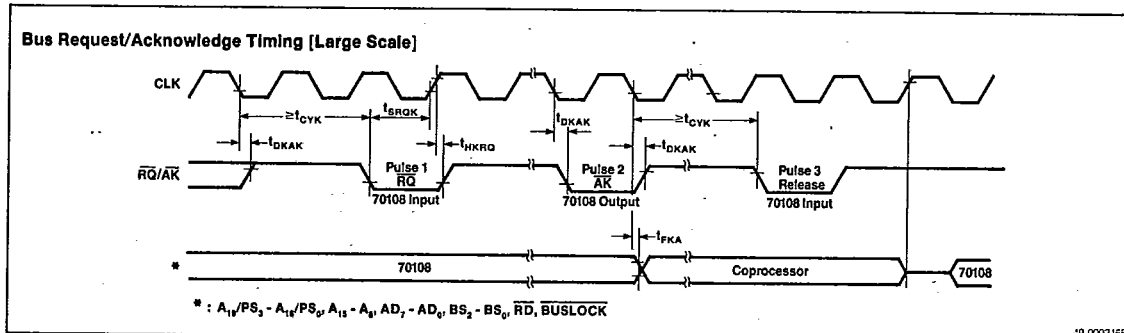 Bus Request/Acknowledge Timing [Large Scale]
CLK
≥tCYK
tSRQK
tDKAK
≥tCYK
tDKAK
tHKRQ
tDKAK
RQ/AK
Pulse 1
RQ
70108 Input
Pulse 2
AK
70108 Output
Pulse 3
Release
70108 Input
tFKA
*
70108
Coprocessor
70108
* : A19/PS3 - A16/PS0, A15 - A8, AD7 - AD0, BS2 - BS0, RD, BUSLOCK